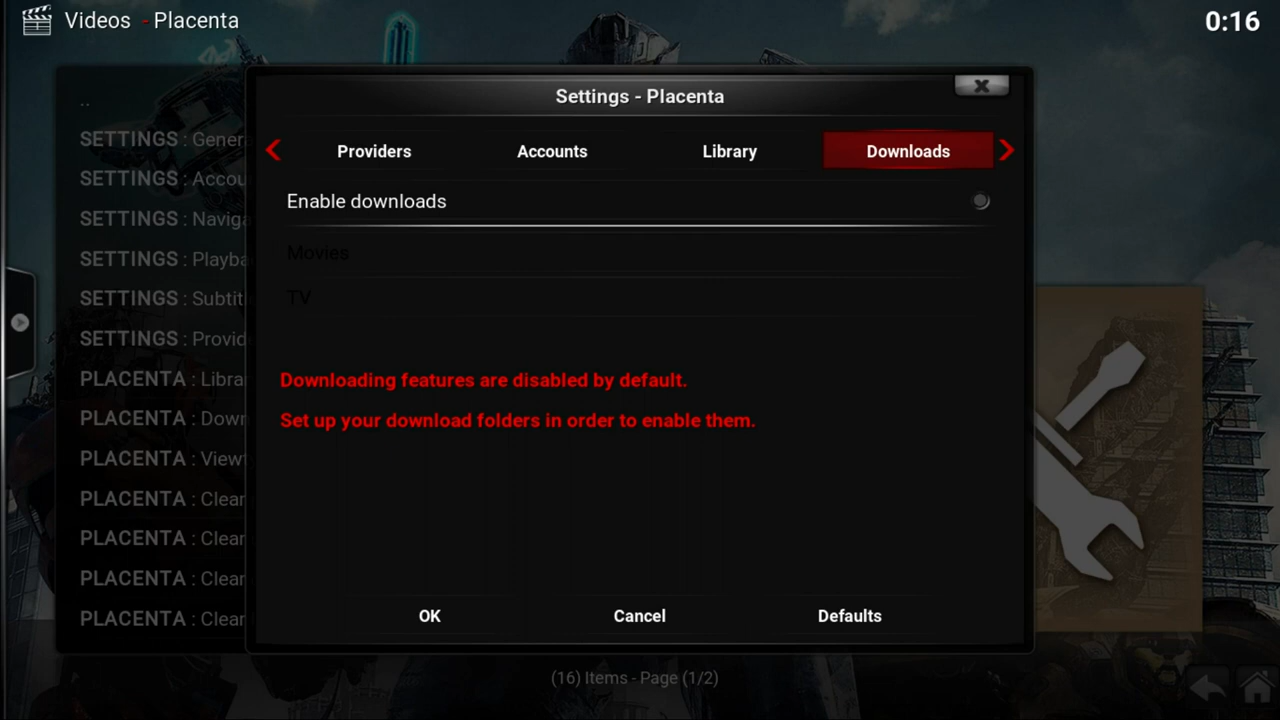 Videos - Placenta
0:16
Settings - Placenta
Providers
Accounts
Library
Downloads
Enable downloads
Movies
TV
Downloading features are disabled by default.
Set up your download folders in order to enable them.
OK
Cancel
Defaults
..
SETTINGS : Gener
SETTINGS : Accou
SETTINGS : Naviga
SETTINGS : Playba
SETTINGS : Subtit
SETTINGS : Provid
PLACENTA : Libra
PLACENTA : Down
PLACENTA : Viewt
PLACENTA : Clear
PLACENTA : Clear
PLACENTA : Clear
PLACENTA : Clear
(16) Items - Page (1/2)